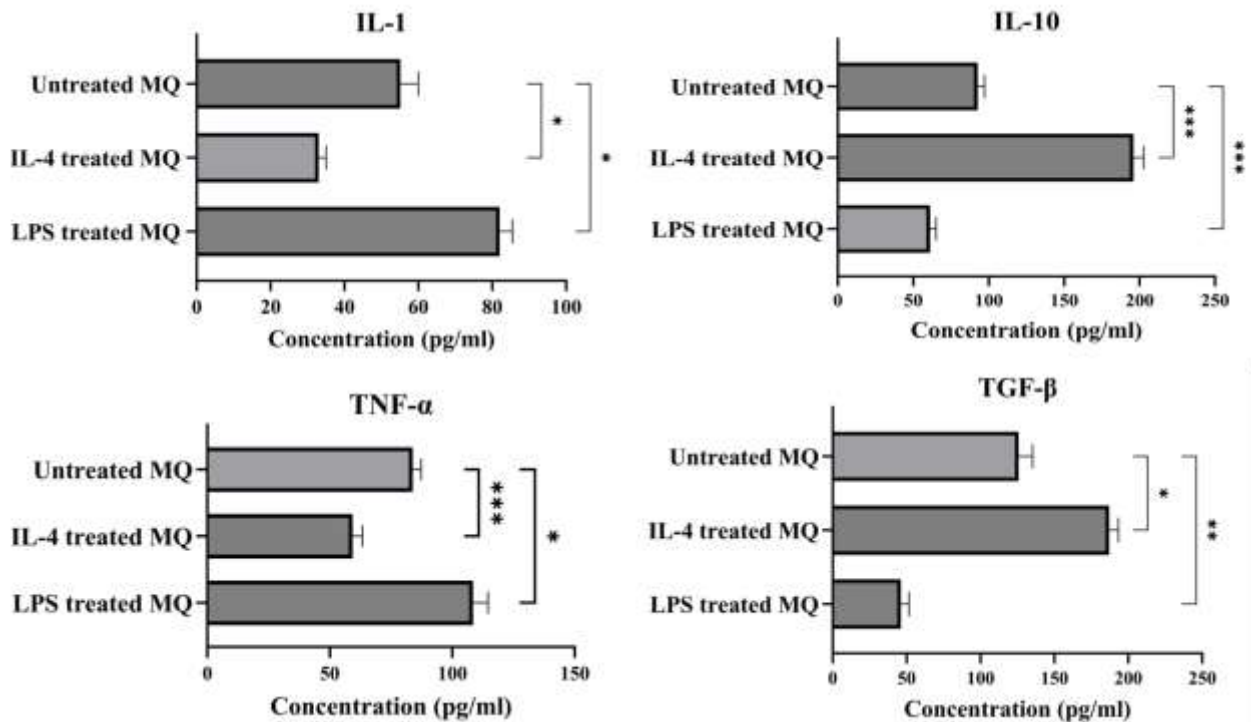 IL-1
Untreated MQ
IL-4 treated MQ
LPS treated MQ
*
*
0 20 40 60 80 100
Concentration (pg/ml)
IL-10
Untreated MQ
IL-4 treated MQ
LPS treated MQ
***
***
0 50 100 150 200 250
Concentration (pg/ml)
TNF-α
Untreated MQ
IL-4 treated MQ
LPS treated MQ
***
*
0 50 100 150
Concentration (pg/ml)
TGF-β
Untreated MQ
IL-4 treated MQ
LPS treated MQ
*
**
0 50 100 150 200 250
Concentration (pg/ml)